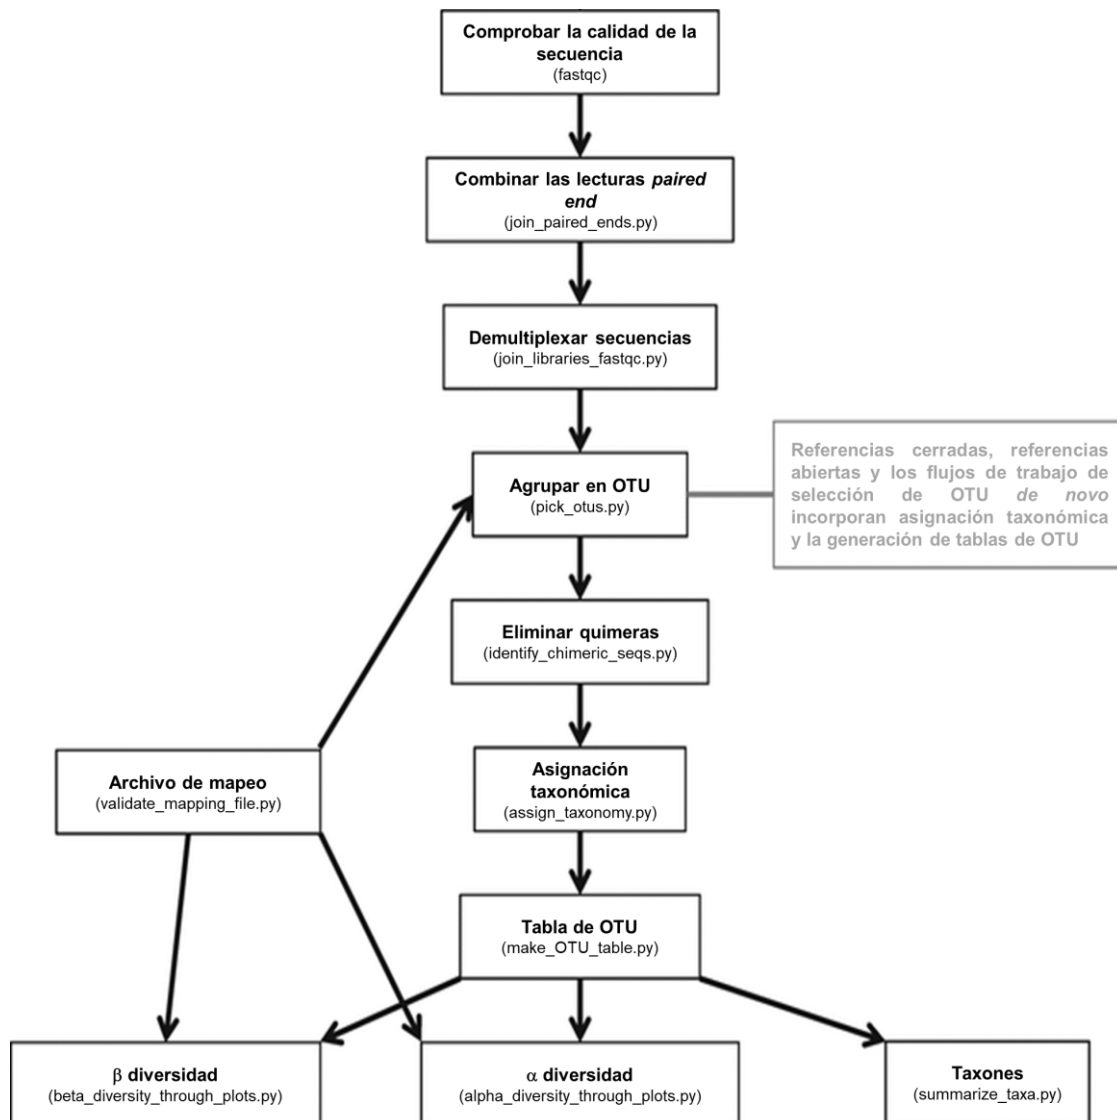 Comprobar la calidad de la
secuencia
(fastqc)
Combinar las lecturas paired
end
(join_paired_ends.py)
Demultiplexar secuencias
(join_libraries_fastqc.py)
Agrupar en OTU
(pick_otus.py)
Referencias cerradas, referencias
abiertas y los flujos de trabajo de
selección de OTU de novo
incorporan asignación taxonómica
y la generación de tablas de OTU
Eliminar quimeras
(identify_chimeric_seqs.py)
Archivo de mapeo
(validate_mapping_file.py)
Asignación
taxonómica
(assign_taxonomy.py)
Tabla de OTU
(make_OTU_table.py)
β diversidad
(beta_diversity_through_plots.py)
α diversidad
(alpha_diversity_through_plots.py)
Taxones
(summarize_taxa.py)